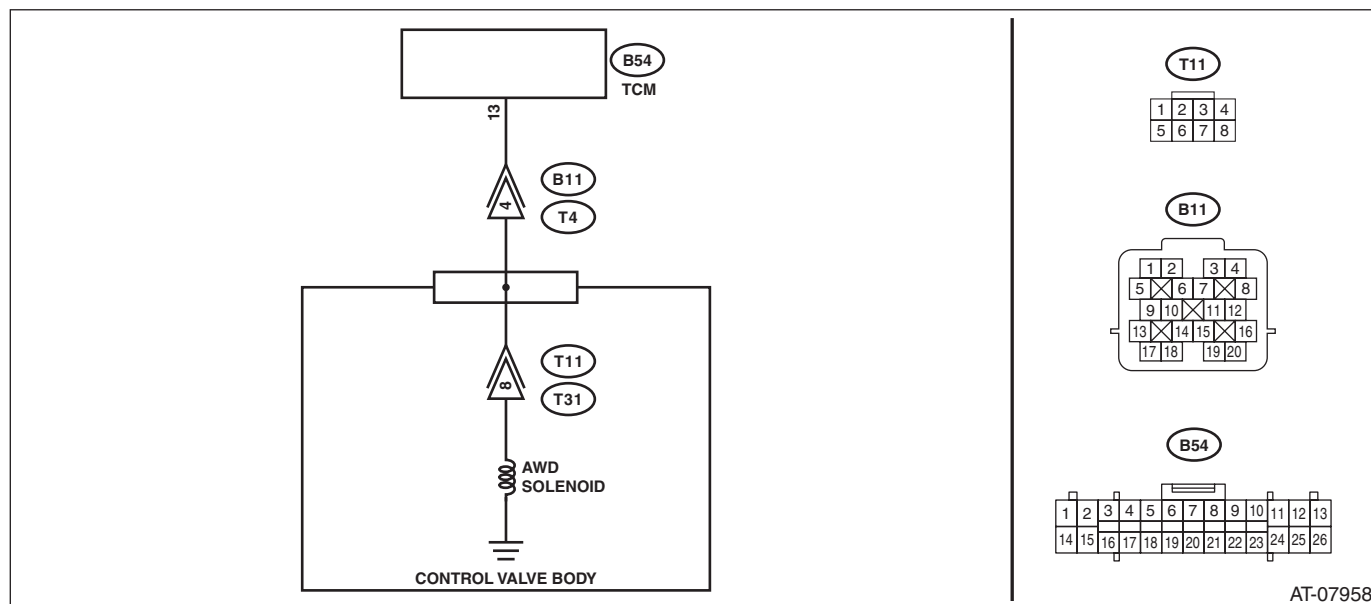 B54
TCM
13
B11
4
T4
T11
8
T31
AWD
SOLENOID
CONTROL VALVE BODY
T11
1 2 3 4
5 6 7 8
B11
1 2 3 4
5 6 7 8
9 10 11 12
13 14 15 16
17 18 19 20
B54
1 2 3 4 5 6 7 8 9 10 11 12 13
14 15 16 17 18 19 20 21 22 23 24 25 26
AT-07958